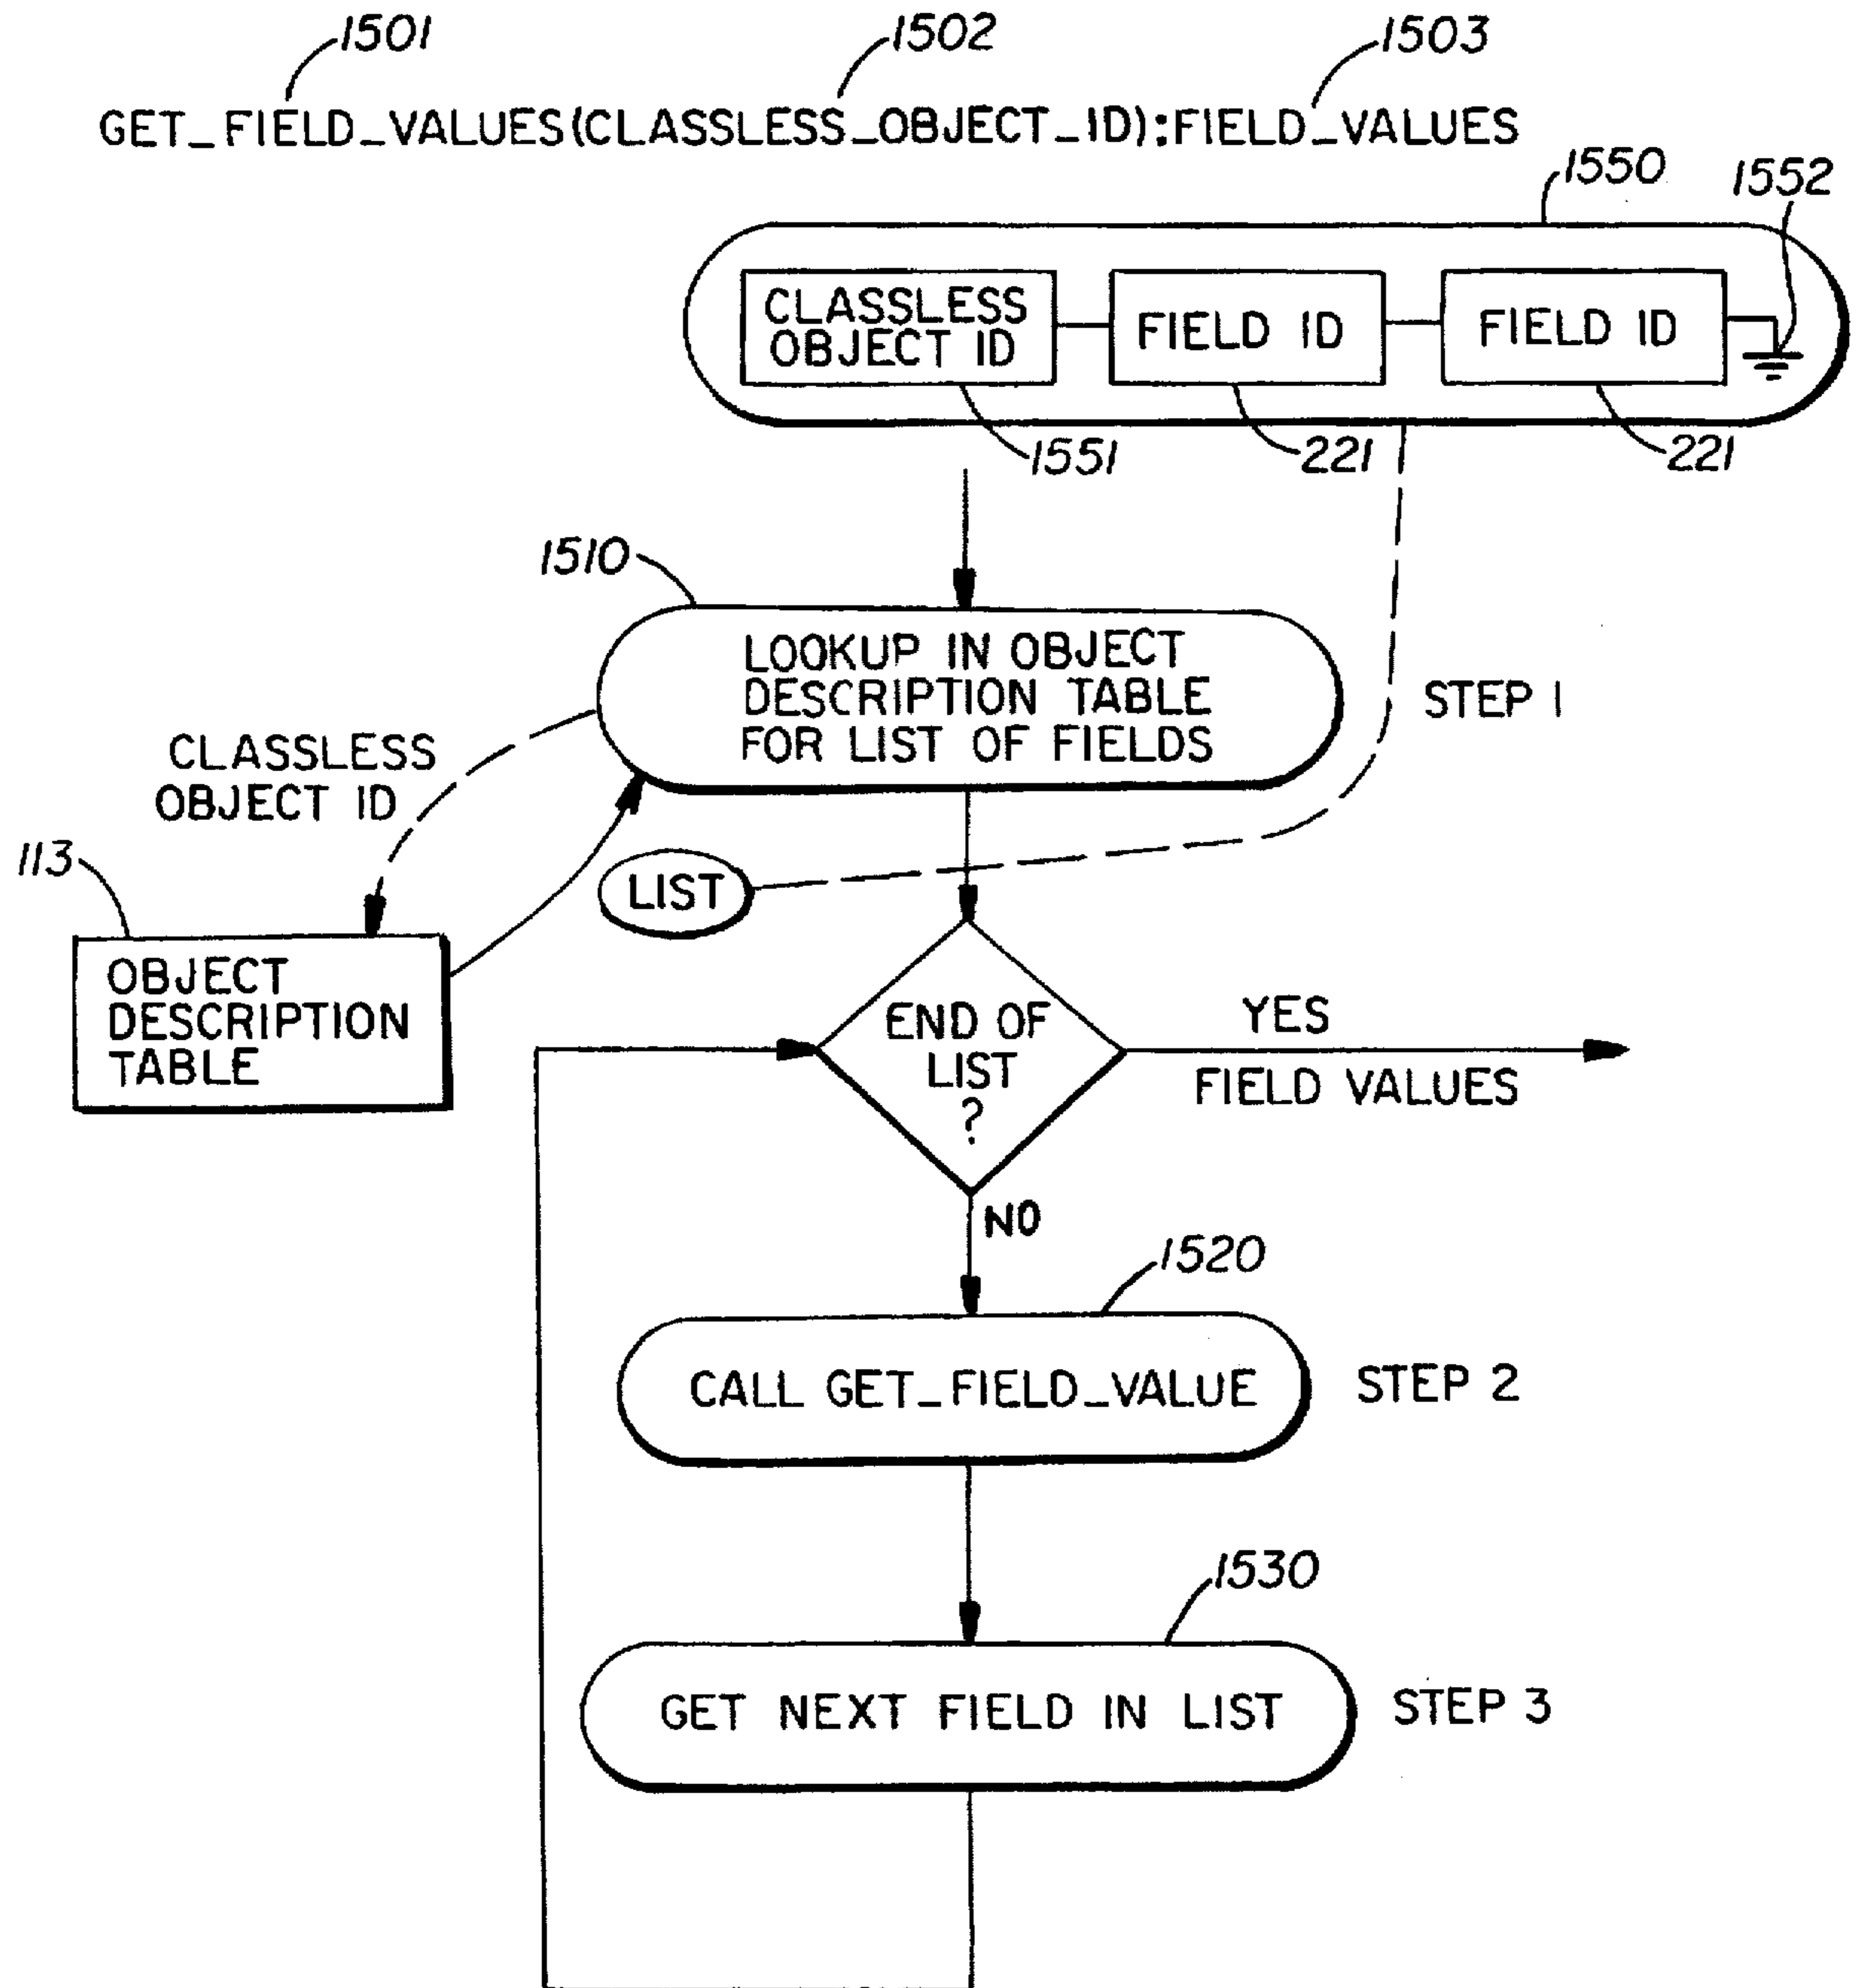 1501
1502
1503
GET_FIELD_VALUES(CLASSLESS_OBJECT_ID):FIELD_VALUES
1550
1552
CLASSLESS
OBJECT ID
FIELD ID
FIELD ID
1551
221
221
1510
LOOKUP IN OBJECT
DESCRIPTION TABLE
FOR LIST OF FIELDS
STEP 1
CLASSLESS
OBJECT ID
113
LIST
OBJECT
DESCRIPTION
TABLE
END OF
LIST
?
YES
FIELD VALUES
NO
1520
CALL GET_FIELD_VALUE
STEP 2
1530
GET NEXT FIELD IN LIST
STEP 3